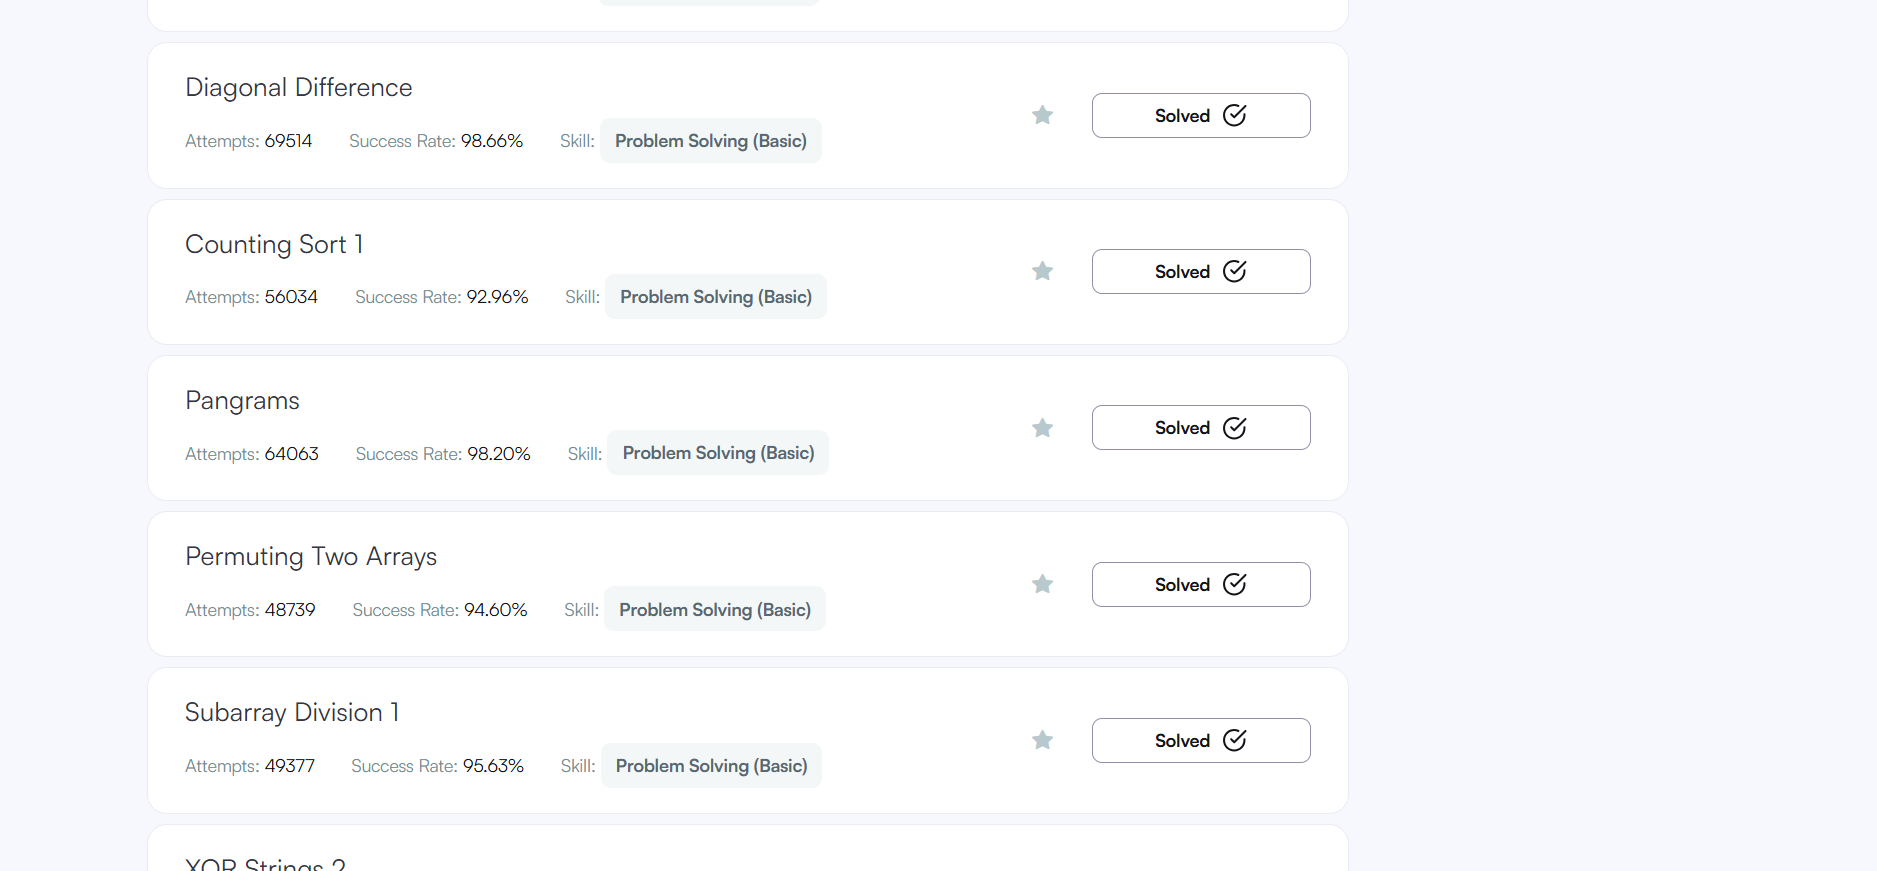 Diagonal Difference
Attempts: 69514 Success Rate: 98.66% Skill: Problem Solving (Basic)
Solved
Counting Sort 1
Attempts: 56034 Success Rate: 92.96% Skill: Problem Solving (Basic)
Solved
Pangrams
Attempts: 64063 Success Rate: 98.20% Skill: Problem Solving (Basic)
Solved
Permuting Two Arrays
Attempts: 48739 Success Rate: 94.60% Skill: Problem Solving (Basic)
Solved
Subarray Division 1
Attempts: 49377 Success Rate: 95.63% Skill: Problem Solving (Basic)
Solved
XOR Strings 2